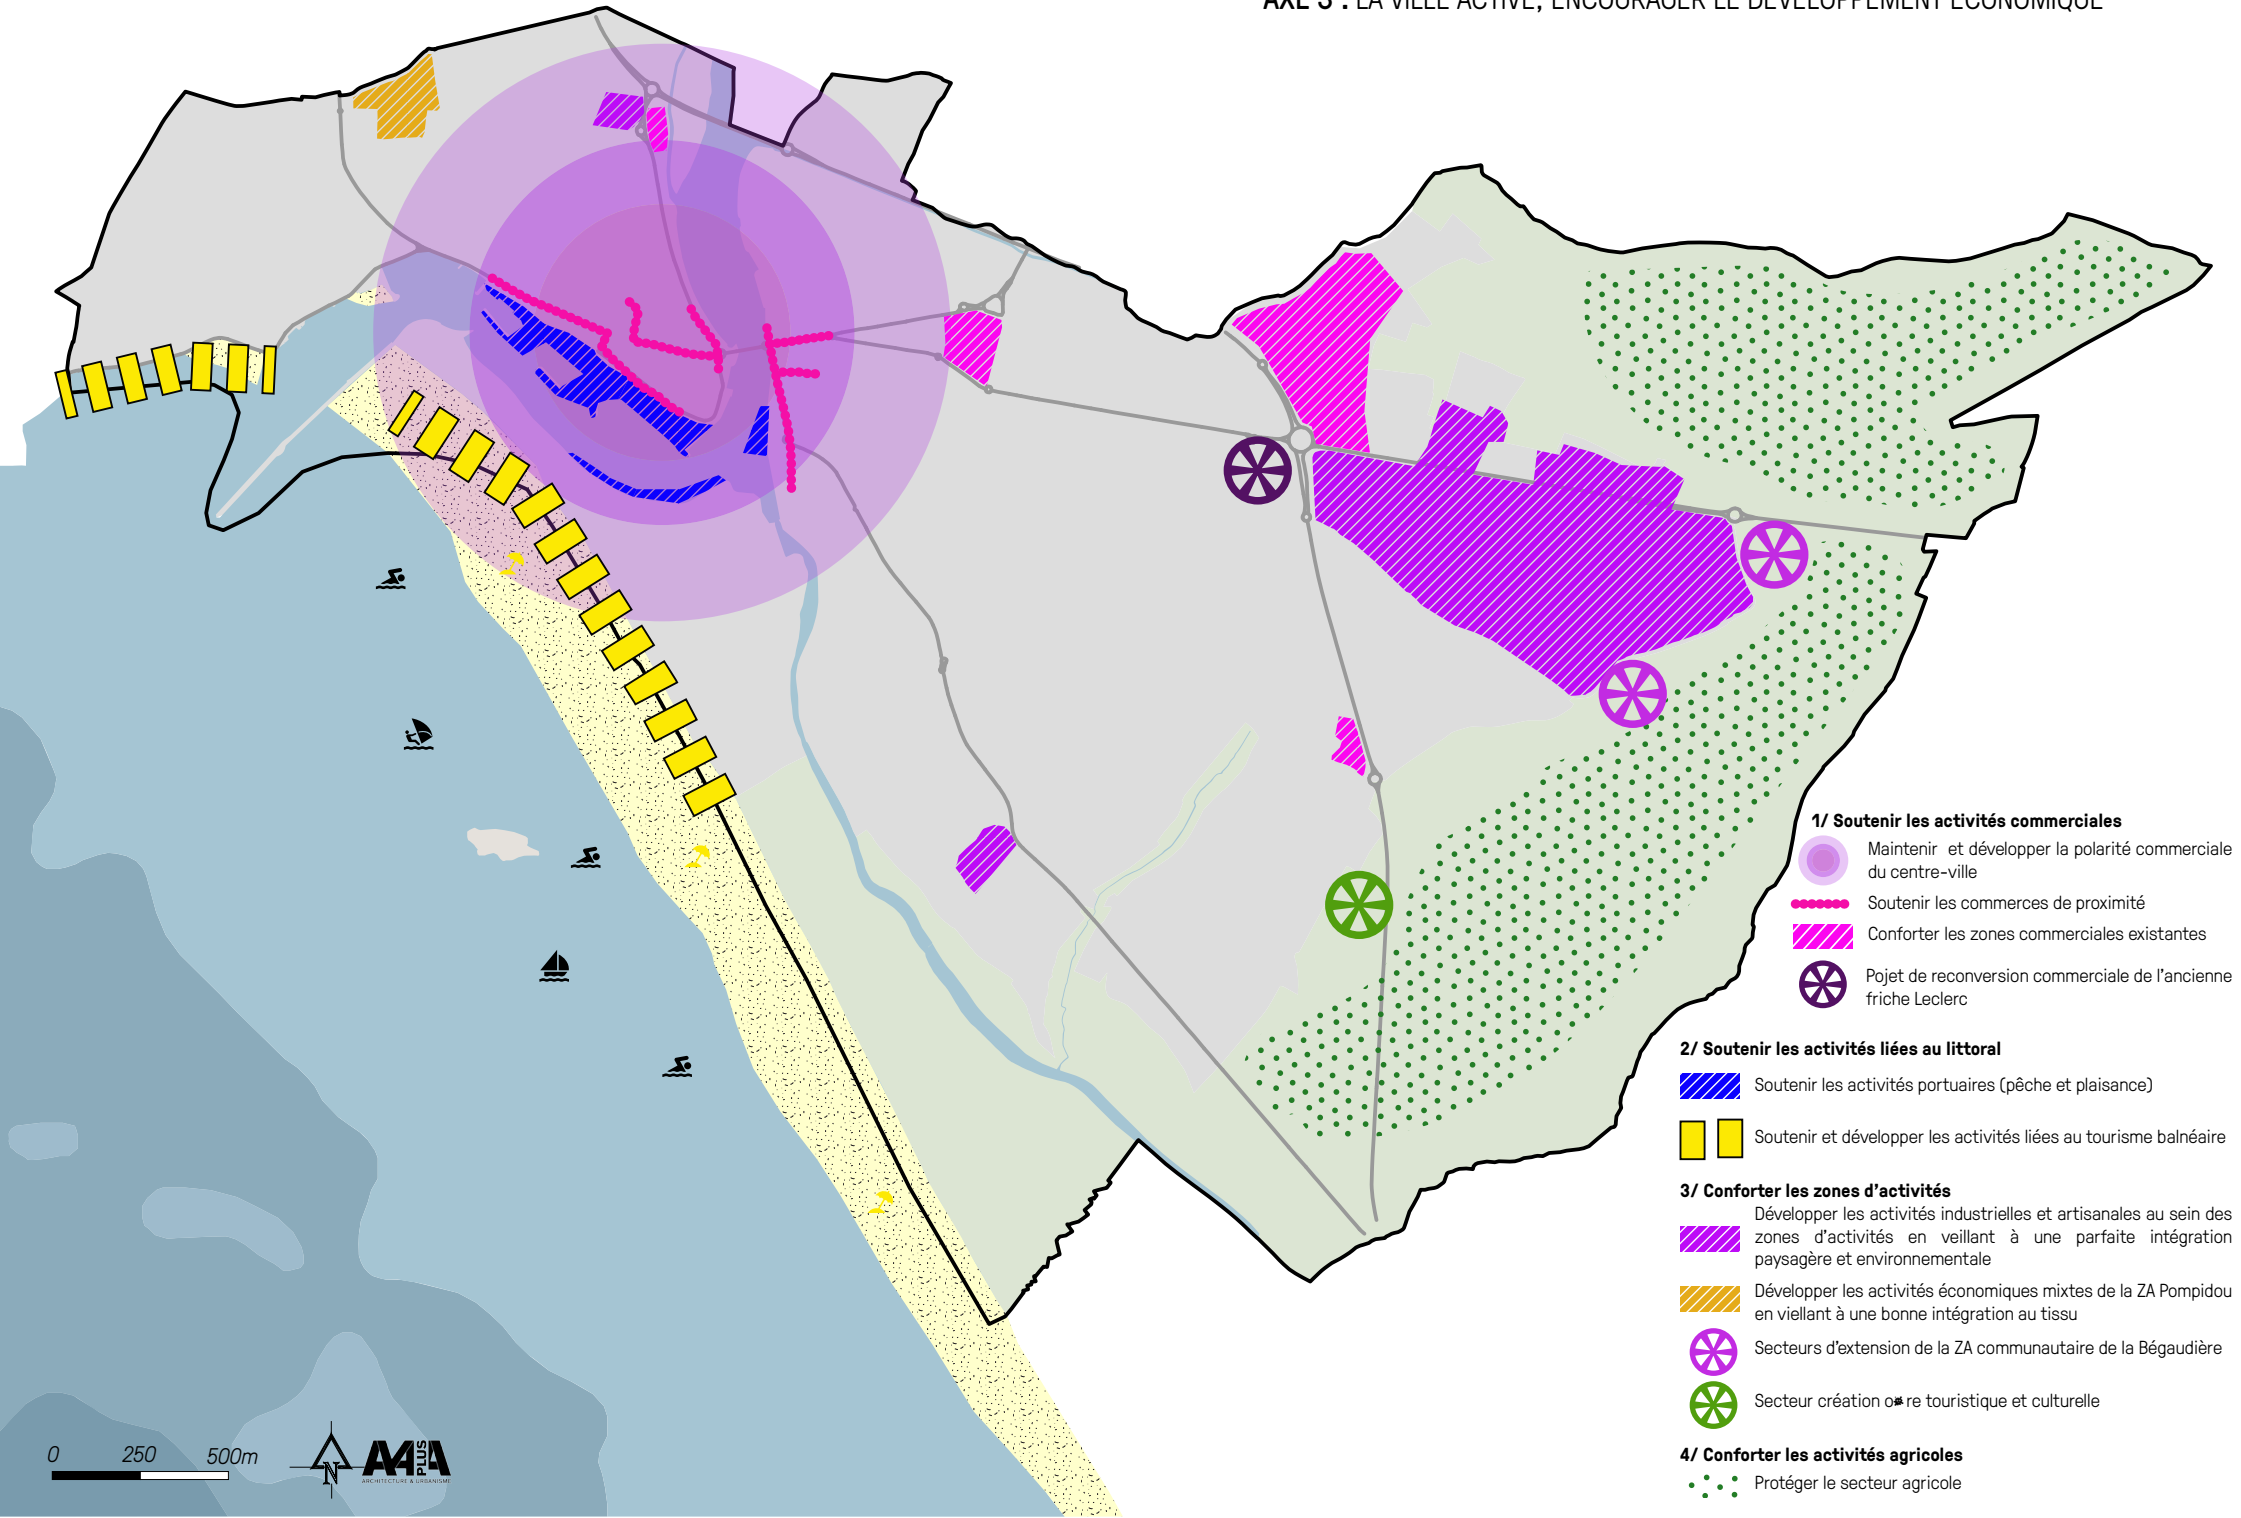 AXE 3 : LA VILLE ACTIVE, ENCOURAGER LE DÉVELOPPEMENT ÉCONOMIQUE
1/ Soutenir les activités commerciales
Maintenir et développer la polarité commerciale
du centre-ville
Soutenir les commerces de proximité
Conforter les zones commerciales existantes
Pojet de reconversion commerciale de l'ancienne
friche Leclerc
2/ Soutenir les activités liées au littoral
Soutenir les activités portuaires (pêche et plaisance)
Soutenir et développer les activités liées au tourisme balnéaire
3/ Conforter les zones d'activités
Développer les activités industrielles et artisanales au sein des
zones d'activités en veillant à une parfaite intégration
paysagère et environnementale
Développer les activités économiques mixtes de la ZA Pompidou
en viellant à une bonne intégration au tissu
Secteurs d'extension de la ZA communautaire de la Bégaudière
Secteur création o re touristique et culturelle
4/ Conforter les activités agricoles
Protéger le secteur agricole
0 250 500m
N
A4A PLUS
ARCHITECTURE & URBANISME